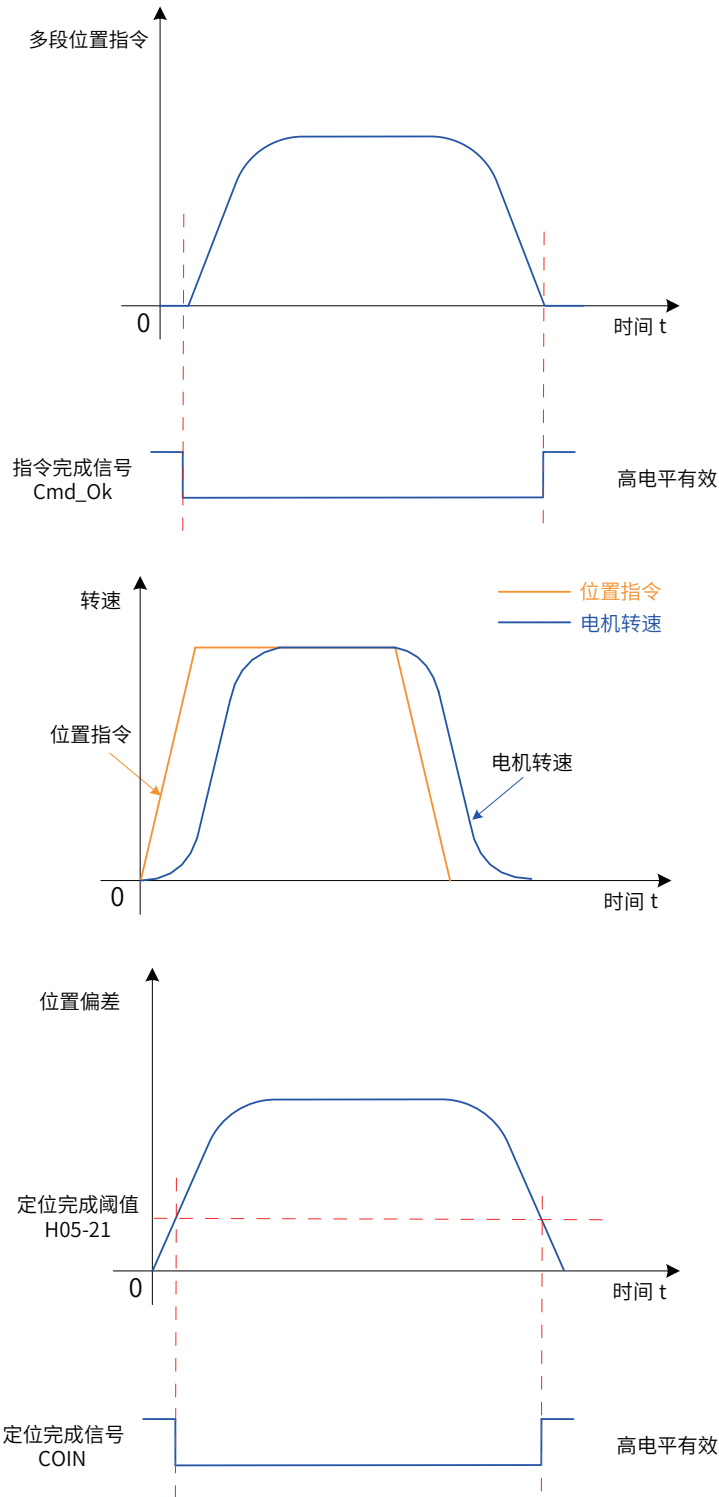 多段位置指令
0
时间 t
指令完成信号
Cmd_Ok
高电平有效
转速
位置指令
电机转速
位置指令
电机转速
0
时间 t
位置偏差
定位完成阈值
H05-21
0
时间 t
定位完成信号
COIN
高电平有效